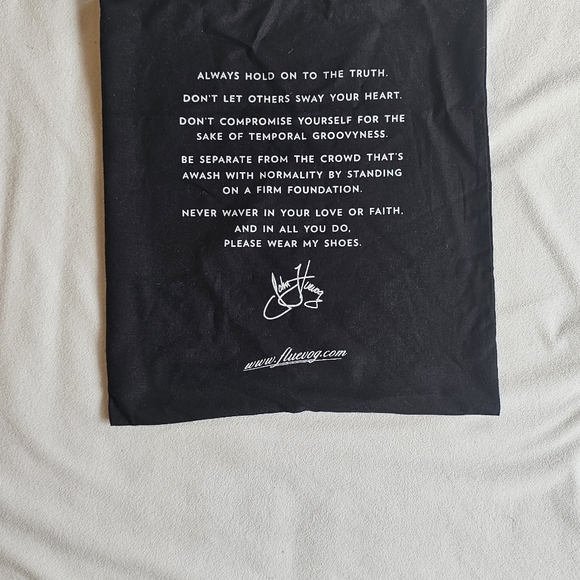 ALWAYS HOLD ON TO THE TRUTH.
DON'T LET OTHERS SWAY YOUR HEART.
DON'T COMPROMISE YOURSELF FOR THE
SAKE OF TEMPORAL GROOVYNESS.
BE SEPARATE FROM THE CROWD THAT'S
AWASH WITH NORMALITY BY STANDING
ON A FIRM FOUNDATION.
NEVER WAVER IN YOUR LOVE OR FAITH.
AND IN ALL YOU DO,
PLEASE WEAR MY SHOES.
John Fluevog
www.fluevog.com